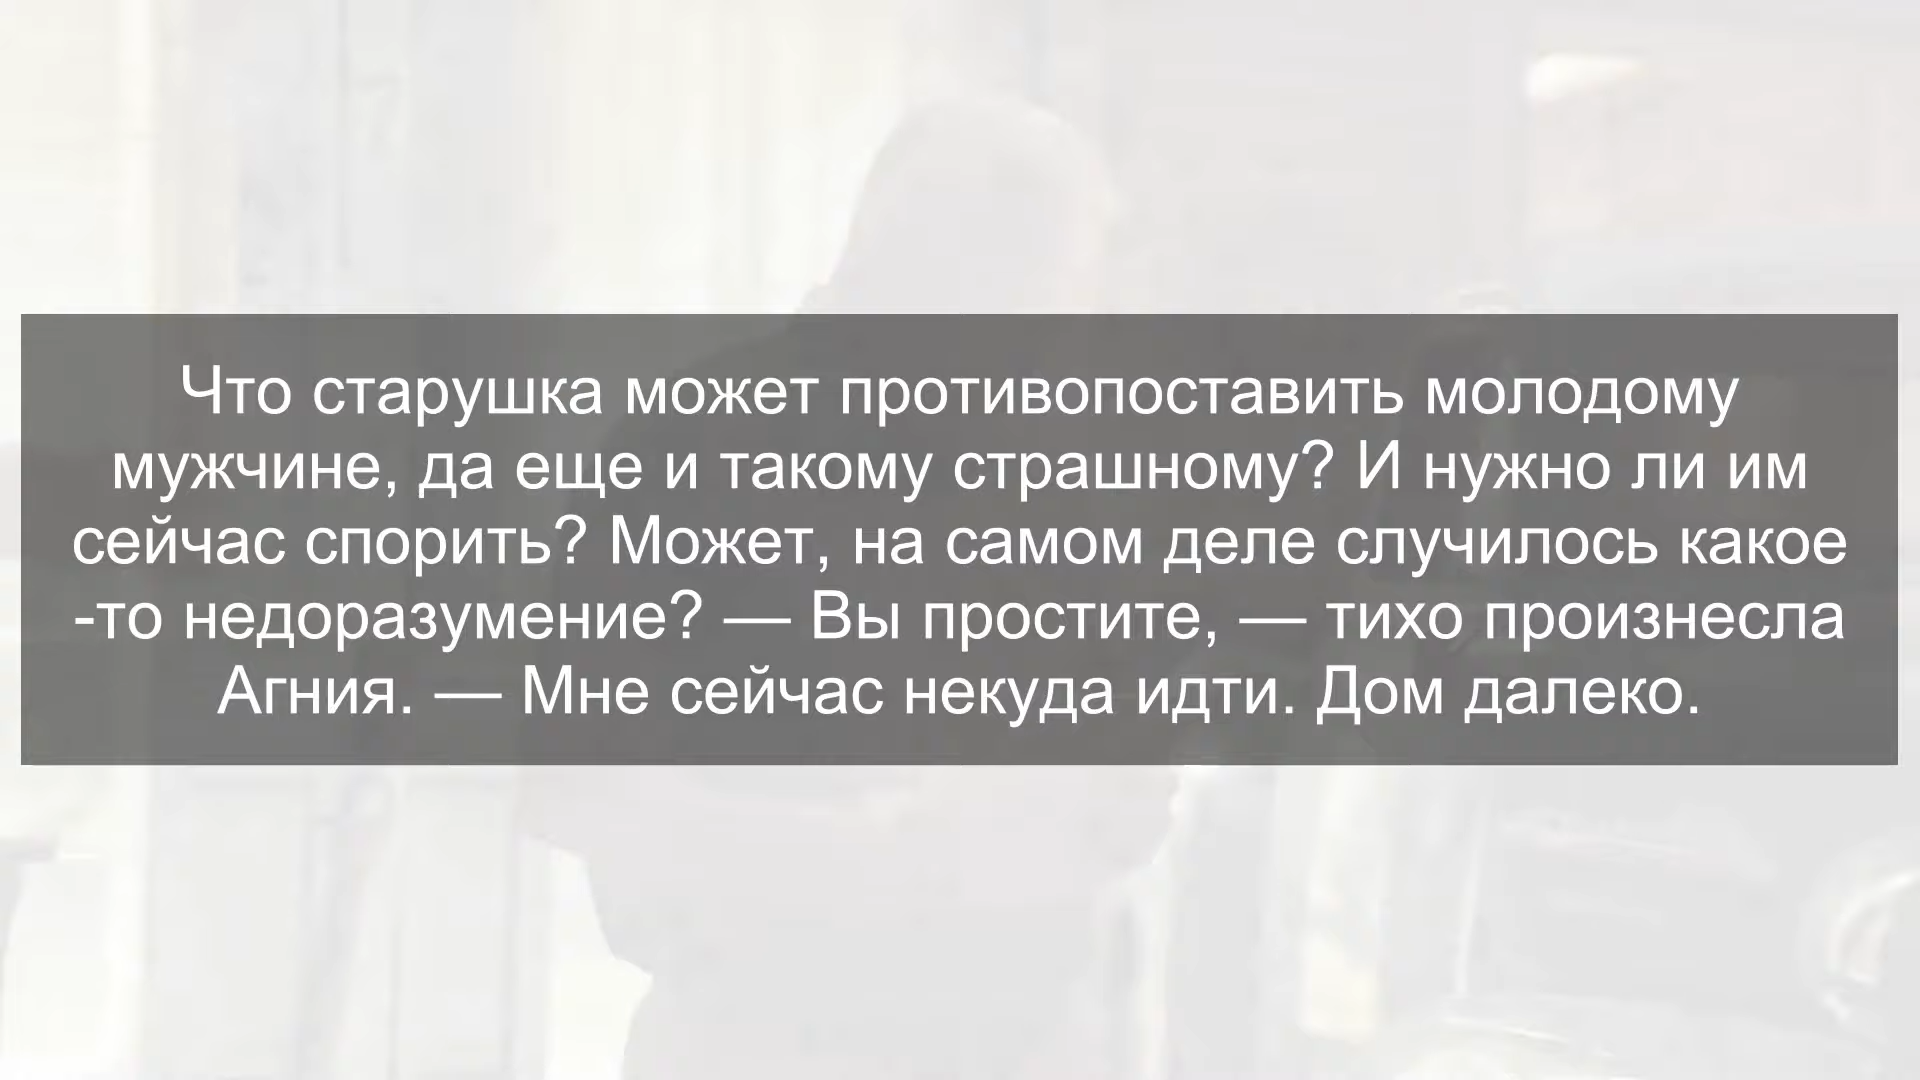 Что старушка может противопоставить молодому
мужчине, да еще и такому страшному? И нужно ли им
сейчас спорить? Может, на самом деле случилось какое
-то недоразумение? — Вы простите, — тихо произнесла
Агния. — Мне сейчас некуда идти. Дом далеко.